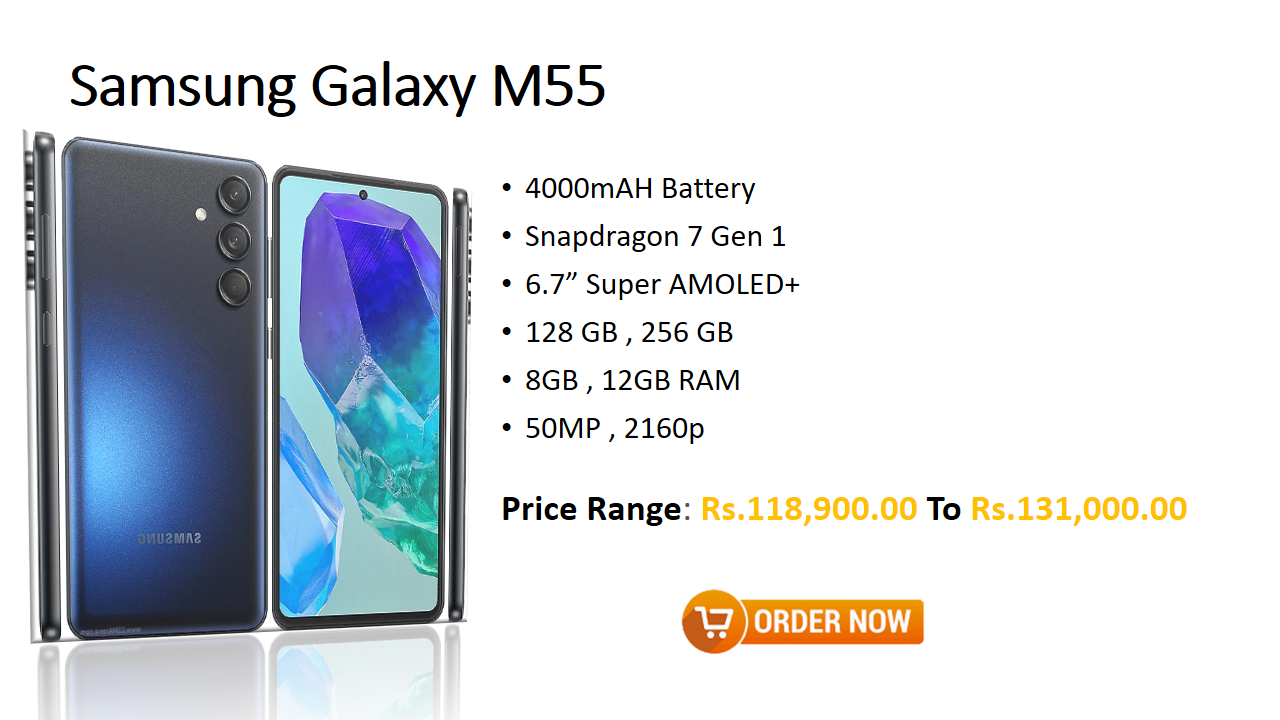 Samsung Galaxy M55
• 4000mAH Battery
• Snapdragon 7 Gen 1
• 6.7” Super AMOLED+
• 128 GB , 256 GB
• 8GB , 12GB RAM
• 50MP , 2160p
Price Range: Rs.118,900.00 To Rs.131,000.00
ORDER NOW
SAMSUNG